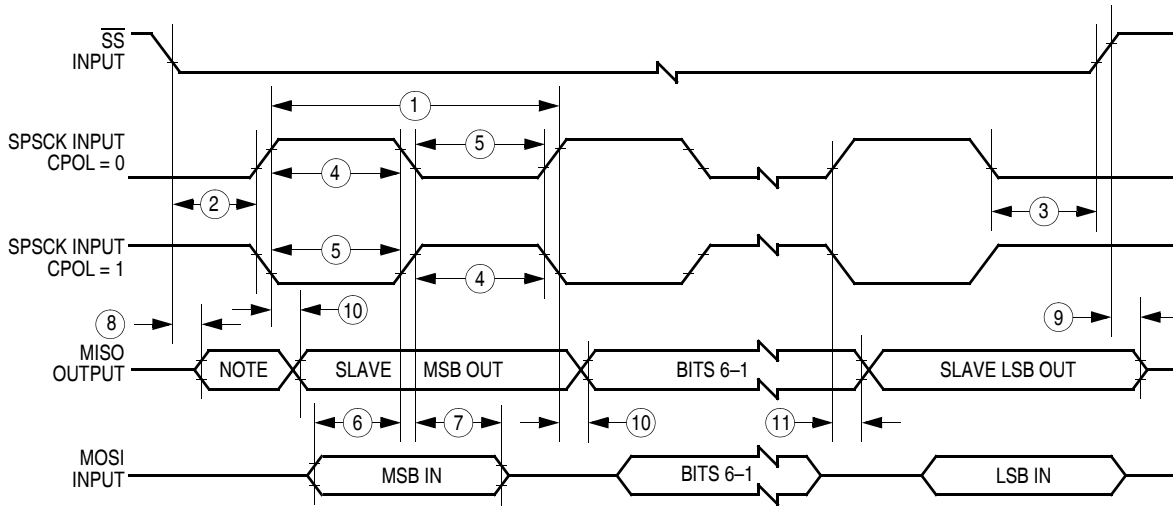 SS
INPUT
1
SPSCK INPUT
CPOL = 0
5
4
2
3
SPSCK INPUT
CPOL = 1
5
4
10
8
9
MISO
OUTPUT
NOTE
SLAVE MSB OUT
BITS 6–1
SLAVE LSB OUT
6
7
10
11
MOSI
INPUT
MSB IN
BITS 6–1
LSB IN